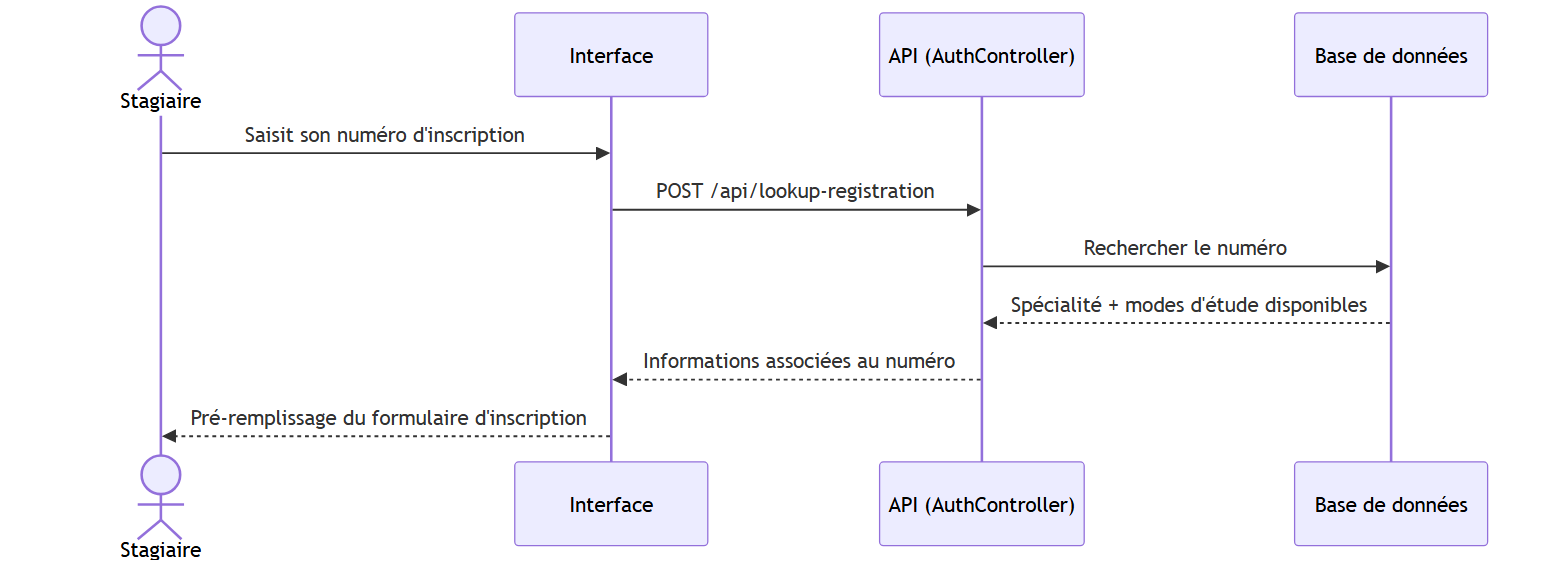 Stagiaire
Interface
API (AuthController)
Base de données
Saisit son numéro d'inscription
POST /api/lookup-registration
Rechercher le numéro
Spécialité + modes d'étude disponibles
Informations associées au numéro
Pré-remplissage du formulaire d'inscription
Stagiaire
Interface
API (AuthController)
Base de données